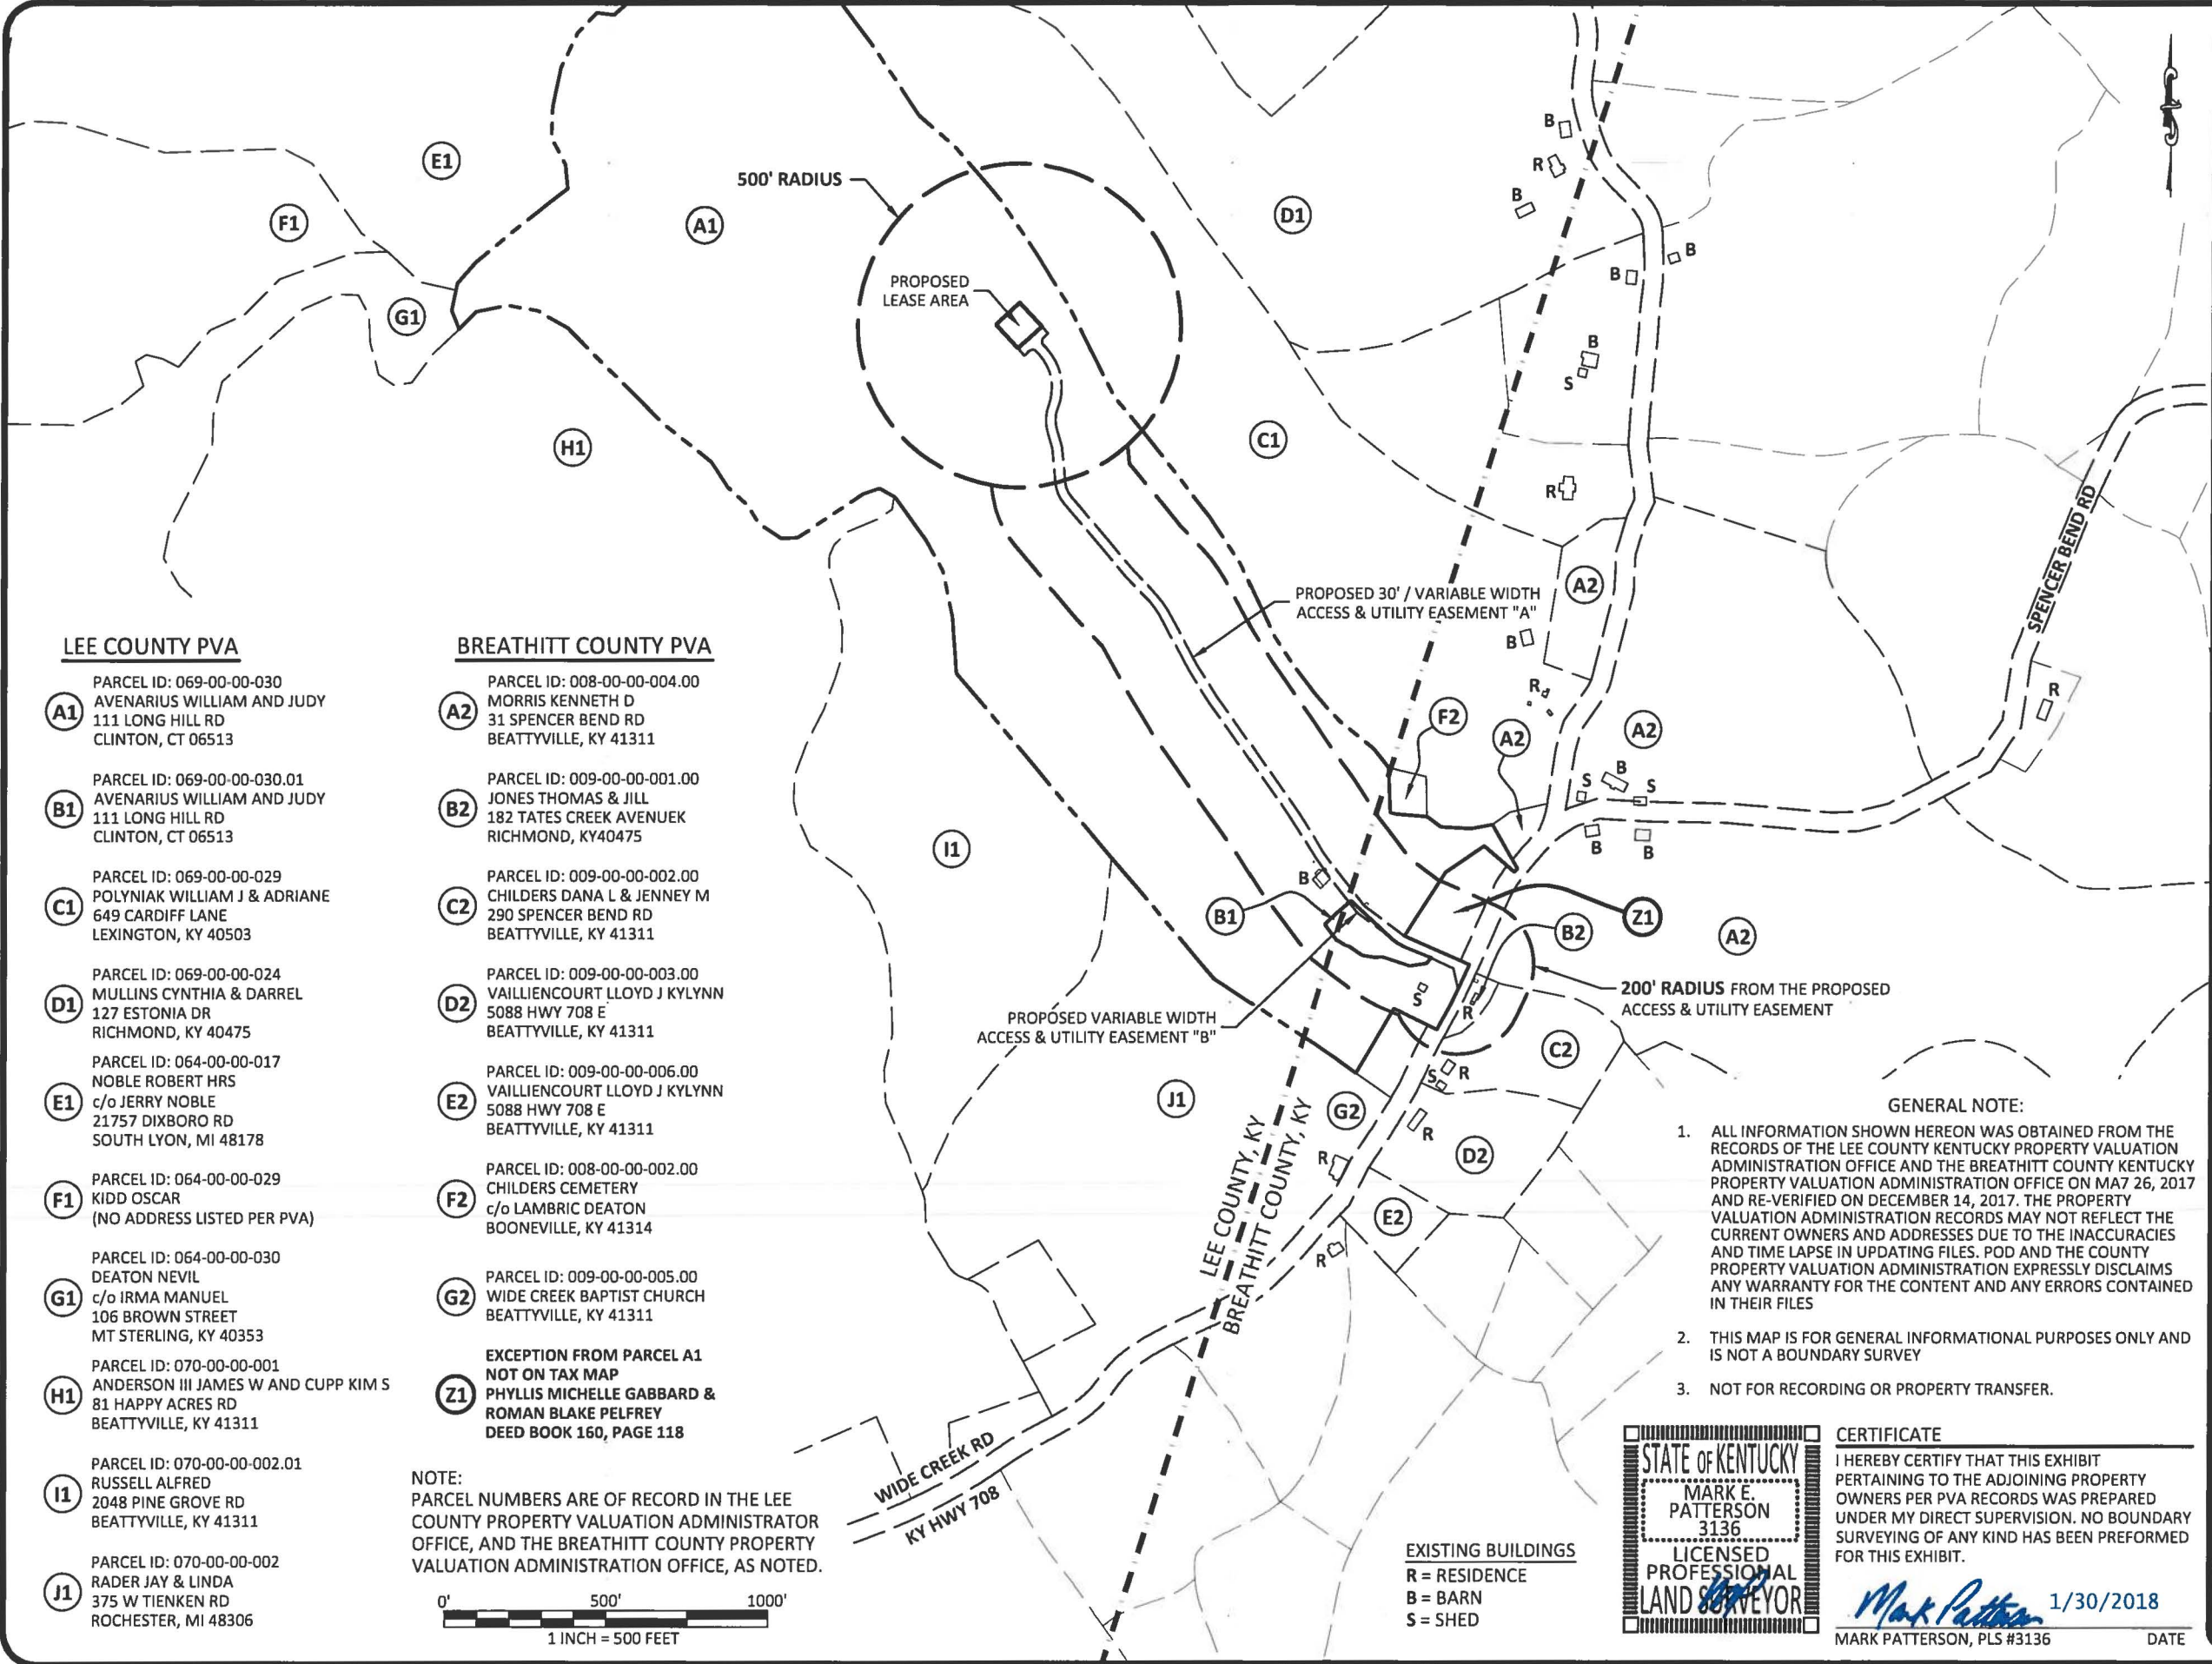 500' RADIUS
PROPOSED
LEASE AREA
E1
F1
A1
G1
H1
D1
C1
B
R
B
B
B
B
S
R
PROPOSED 30' / VARIABLE WIDTH
ACCESS & UTILITY EASEMENT "A"
A2
B
R
F2
A2
A2
S
B
S
B
B
SPENCER BEND RD
R
I1
B
B1
Z1
B2
A2
200' RADIUS FROM THE PROPOSED
ACCESS & UTILITY EASEMENT
S
R
PROPOSED VARIABLE WIDTH
ACCESS & UTILITY EASEMENT "B"
C2
S
R
J1
G2
R
D2
R
E2
R
LEE COUNTY, KY
BREATHITT COUNTY, KY
WIDE CREEK RD
KY HWY 708
LEE COUNTY PVA
A1
PARCEL ID: 069-00-00-030
AVENARIUS WILLIAM AND JUDY
111 LONG HILL RD
CLINTON, CT 06513
B1
PARCEL ID: 069-00-00-030.01
AVENARIUS WILLIAM AND JUDY
111 LONG HILL RD
CLINTON, CT 06513
C1
PARCEL ID: 069-00-00-029
POLYNIAK WILLIAM J & ADRIANE
649 CARDIFF LANE
LEXINGTON, KY 40503
D1
PARCEL ID: 069-00-00-024
MULLINS CYNTHIA & DARREL
127 ESTONIA DR
RICHMOND, KY 40475
E1
PARCEL ID: 064-00-00-017
NOBLE ROBERT HRS
c/o JERRY NOBLE
21757 DIXBORO RD
SOUTH LYON, MI 48178
F1
PARCEL ID: 064-00-00-029
KIDD OSCAR
(NO ADDRESS LISTED PER PVA)
G1
PARCEL ID: 064-00-00-030
DEATON NEVIL
c/o IRMA MANUEL
106 BROWN STREET
MT STERLING, KY 40353
H1
PARCEL ID: 070-00-00-001
ANDERSON III JAMES W AND CUPP KIM S
81 HAPPY ACRES RD
BEATTYVILLE, KY 41311
I1
PARCEL ID: 070-00-00-002.01
RUSSELL ALFRED
2048 PINE GROVE RD
BEATTYVILLE, KY 41311
J1
PARCEL ID: 070-00-00-002
RADER JAY & LINDA
375 W TIENKEN RD
ROCHESTER, MI 48306
BREATHITT COUNTY PVA
A2
PARCEL ID: 008-00-00-004.00
MORRIS KENNETH D
31 SPENCER BEND RD
BEATTYVILLE, KY 41311
B2
PARCEL ID: 009-00-00-001.00
JONES THOMAS & JILL
182 TATES CREEK AVENUEK
RICHMOND, KY40475
C2
PARCEL ID: 009-00-00-002.00
CHILDERS DANA L & JENNEY M
290 SPENCER BEND RD
BEATTYVILLE, KY 41311
D2
PARCEL ID: 009-00-00-003.00
VAILLIENCOURT LLOYD J KYLYNN
5088 HWY 708 E
BEATTYVILLE, KY 41311
E2
PARCEL ID: 009-00-00-006.00
VAILLIENCOURT LLOYD J KYLYNN
5088 HWY 708 E
BEATTYVILLE, KY 41311
F2
PARCEL ID: 008-00-00-002.00
CHILDERS CEMETERY
c/o LAMBRIC DEATON
BOONEVILLE, KY 41314
G2
PARCEL ID: 009-00-00-005.00
WIDE CREEK BAPTIST CHURCH
BEATTYVILLE, KY 41311
Z1
EXCEPTION FROM PARCEL A1
NOT ON TAX MAP
PHYLLIS MICHELLE GABBARD &
ROMAN BLAKE PELFREY
DEED BOOK 160, PAGE 118
NOTE:
PARCEL NUMBERS ARE OF RECORD IN THE LEE
COUNTY PROPERTY VALUATION ADMINISTRATOR
OFFICE, AND THE BREATHITT COUNTY PROPERTY
VALUATION ADMINISTRATION OFFICE, AS NOTED.
0' 500' 1000'
1 INCH = 500 FEET
GENERAL NOTE:
1. ALL INFORMATION SHOWN HEREON WAS OBTAINED FROM THE
RECORDS OF THE LEE COUNTY KENTUCKY PROPERTY VALUATION
ADMINISTRATION OFFICE AND THE BREATHITT COUNTY KENTUCKY
PROPERTY VALUATION ADMINISTRATION OFFICE ON MA7 26, 2017
AND RE-VERIFIED ON DECEMBER 14, 2017. THE PROPERTY
VALUATION ADMINISTRATION RECORDS MAY NOT REFLECT THE
CURRENT OWNERS AND ADDRESSES DUE TO THE INACCURACIES
AND TIME LAPSE IN UPDATING FILES. POD AND THE COUNTY
PROPERTY VALUATION ADMINISTRATION EXPRESSLY DISCLAIMS
ANY WARRANTY FOR THE CONTENT AND ANY ERRORS CONTAINED
IN THEIR FILES
2. THIS MAP IS FOR GENERAL INFORMATIONAL PURPOSES ONLY AND
IS NOT A BOUNDARY SURVEY
3. NOT FOR RECORDING OR PROPERTY TRANSFER.
EXISTING BUILDINGS
R = RESIDENCE
B = BARN
S = SHED
STATE OF KENTUCKY
MARK E.
PATTERSON
3136
LICENSED
PROFESSIONAL
LAND SURVEYOR
CERTIFICATE
I HEREBY CERTIFY THAT THIS EXHIBIT
PERTAINING TO THE ADJOINING PROPERTY
OWNERS PER PVA RECORDS WAS PREPARED
UNDER MY DIRECT SUPERVISION. NO BOUNDARY
SURVEYING OF ANY KIND HAS BEEN PREFORMED
FOR THIS EXHIBIT.
Mark Patterson 1/30/2018
MARK PATTERSON, PLS #3136 DATE